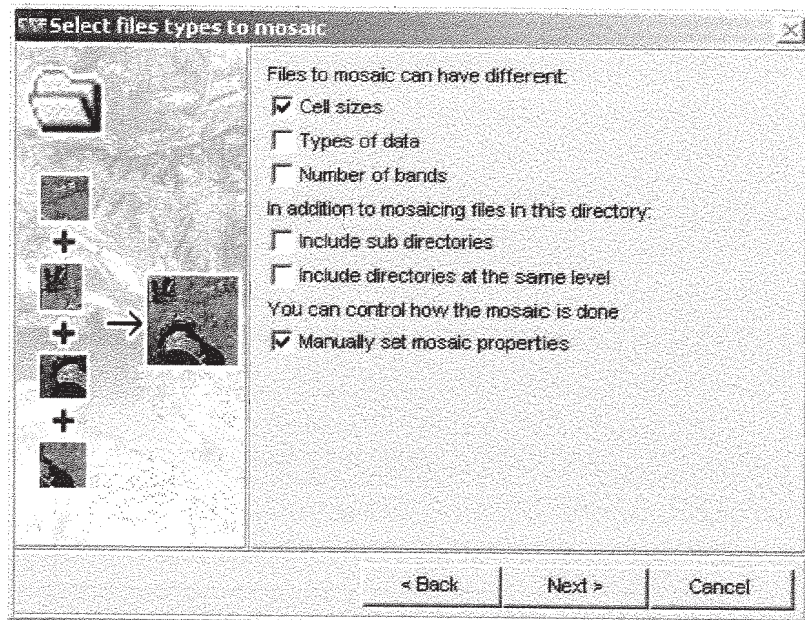 Select files types to mosaic
Files to mosaic can have different:
Cell sizes
Types of data
Number of bands
In addition to mosaicing files in this directory:
Include sub directories
Include directories at the same level
You can control how the mosaic is done
Manually set mosaic properties
< Back
Next >
Cancel